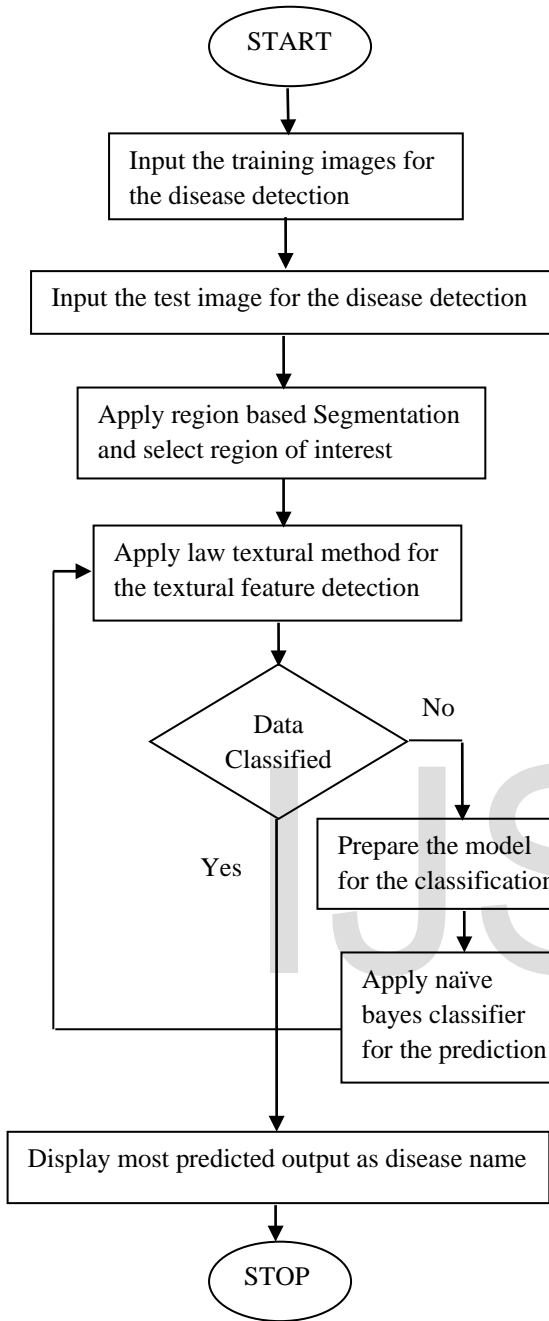 START
Input the training images for
the disease detection
Input the test image for the disease detection
Apply region based Segmentation
and select region of interest
Apply law textural method for
the textural feature detection
Data
Classified
No
Yes
Prepare the model
for the classification
Apply naïve
bayes classifier
for the prediction
IJS
Display most predicted output as disease name
STOP